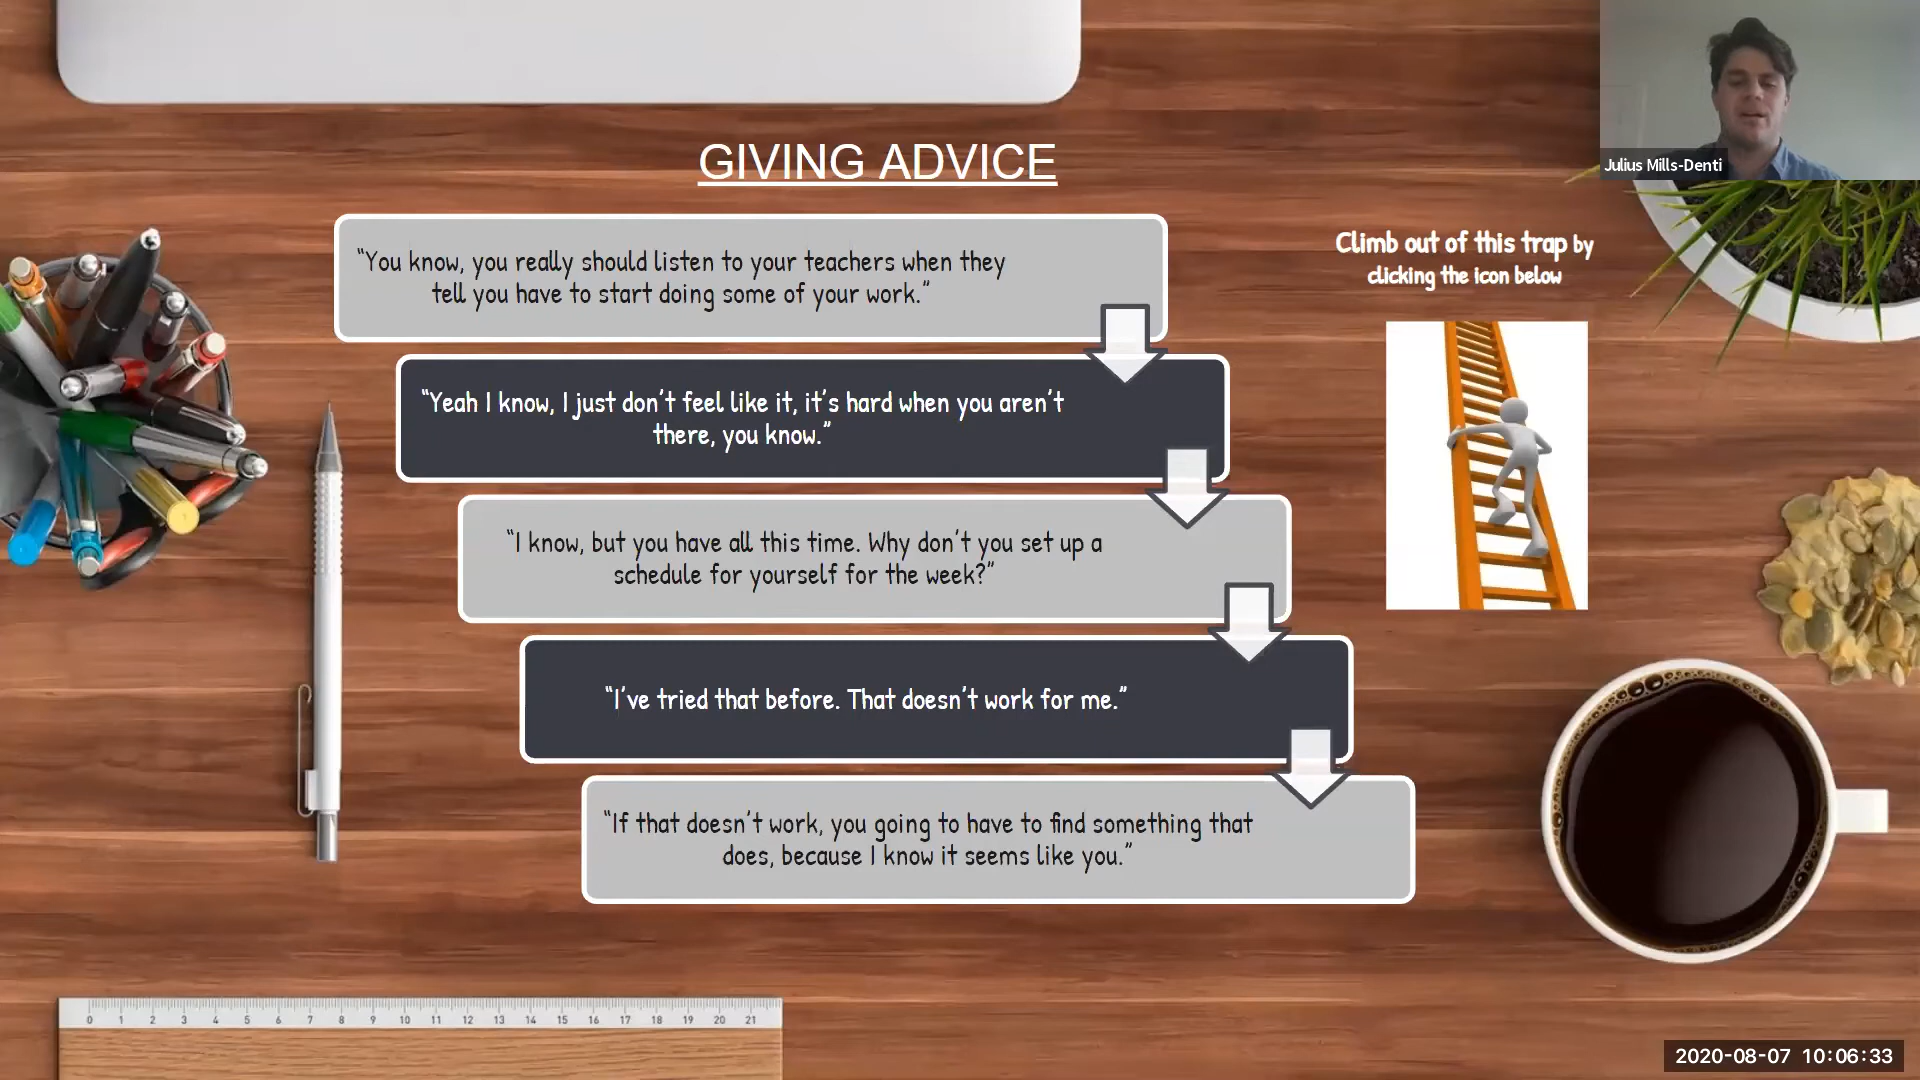 Julius Mills-Denti
GIVING ADVICE
“You know, you really should listen to your teachers when they
tell you have to start doing some of your work.”
“Yeah I know, I just don’t feel like it, it’s hard when you aren’t
there, you know.”
“I know, but you have all this time. Why don’t you set up a
schedule for yourself for the week?”
“I’ve tried that before. That doesn’t work for me.”
“If that doesn’t work, you going to have to find something that
does, because I know it seems like you.”
Climb out of this trap by
clicking the icon below
0 1 2 3 4 5 6 7 8 9 10 11 12 13 14 15 16 17 18 19 20 21
2020-08-07 10:06:33